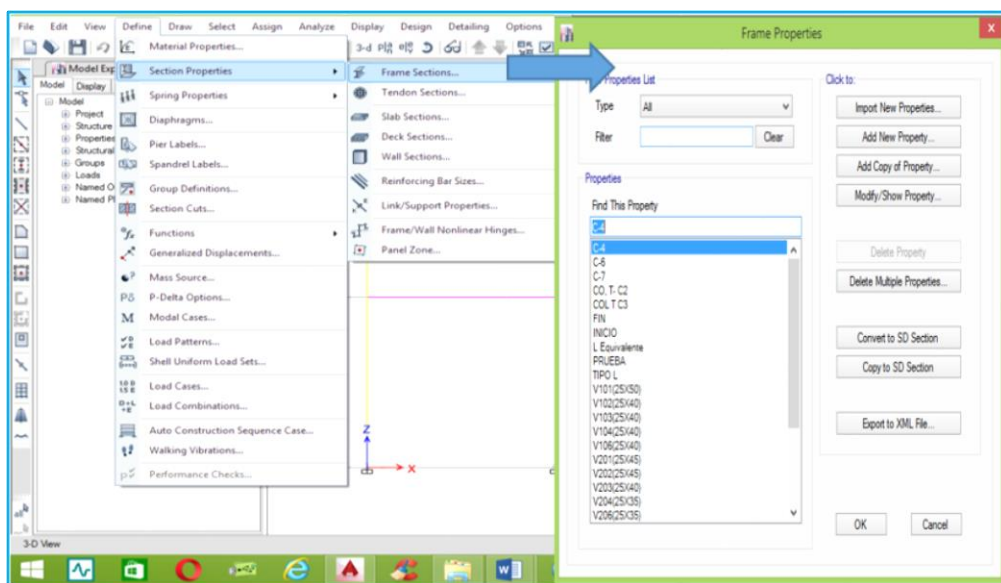 File Edit View Define Draw Select Assign Analyze Display Design Detailing Options
Material Properties...
3-d
Model
Section Properties
Frame Sections...
Model Display
Spring Properties
Tendon Sections...
Model
Diaphragms...
Slab Sections...
Project
Structure
Deck Sections...
Properties
Pier Labels...
Wall Sections...
Structural
Spandrel Labels...
Groups
Reinforcing Bar Sizes...
Loads
Group Definitions...
Named
Link/Support Properties...
Named
Section Cuts...
Frame/Wall Nonlinear Hinges...
Functions
Panel Zone...
Generalized Displacements...
Mass Source...
P-Delta Options...
Modal Cases...
Load Patterns...
Shell Uniform Load Sets...
Load Cases...
Load Combinations...
Auto Construction Sequence Case...
Walking Vibrations...
Performance Checks...
Z
X
3-D View
Frame Properties
Properties List
Type All
Filter Clear
Properties
Find This Property
C-4
C-4
C-6
C-7
CO, T- C2
COL T C3
FIN
INICIO
L Equivalente
PRUEBA
TIPO L
V101(25X50)
V102(25X40)
V103(25X40)
V104(25X40)
V106(25X40)
V201(25X45)
V202(25X45)
V203(25X40)
V204(25X35)
V206(25X35)
Click to:
Import New Properties...
Add New Property...
Add Copy of Property...
Modify/Show Property...
Delete Property
Delete Multiple Properties...
Convert to SD Section
Copy to SD Section
Export to XML File...
OK Cancel